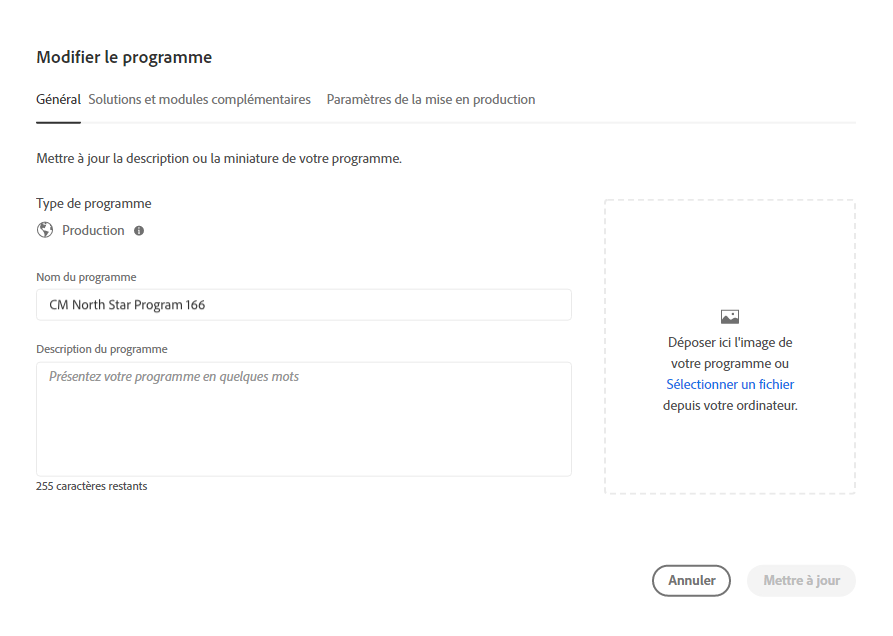 Modifier le programme
Général Solutions et modules complémentaires Paramètres de la mise en production
Mettre à jour la description ou la miniature de votre programme.
Type de programme
Production
Nom du programme
CM North Star Program 166
Description du programme
Présentez votre programme en quelques mots
255 caractères restants
Déposer ici l'image de
votre programme ou
Sélectionner un fichier
depuis votre ordinateur.
Annuler Mettre à jour